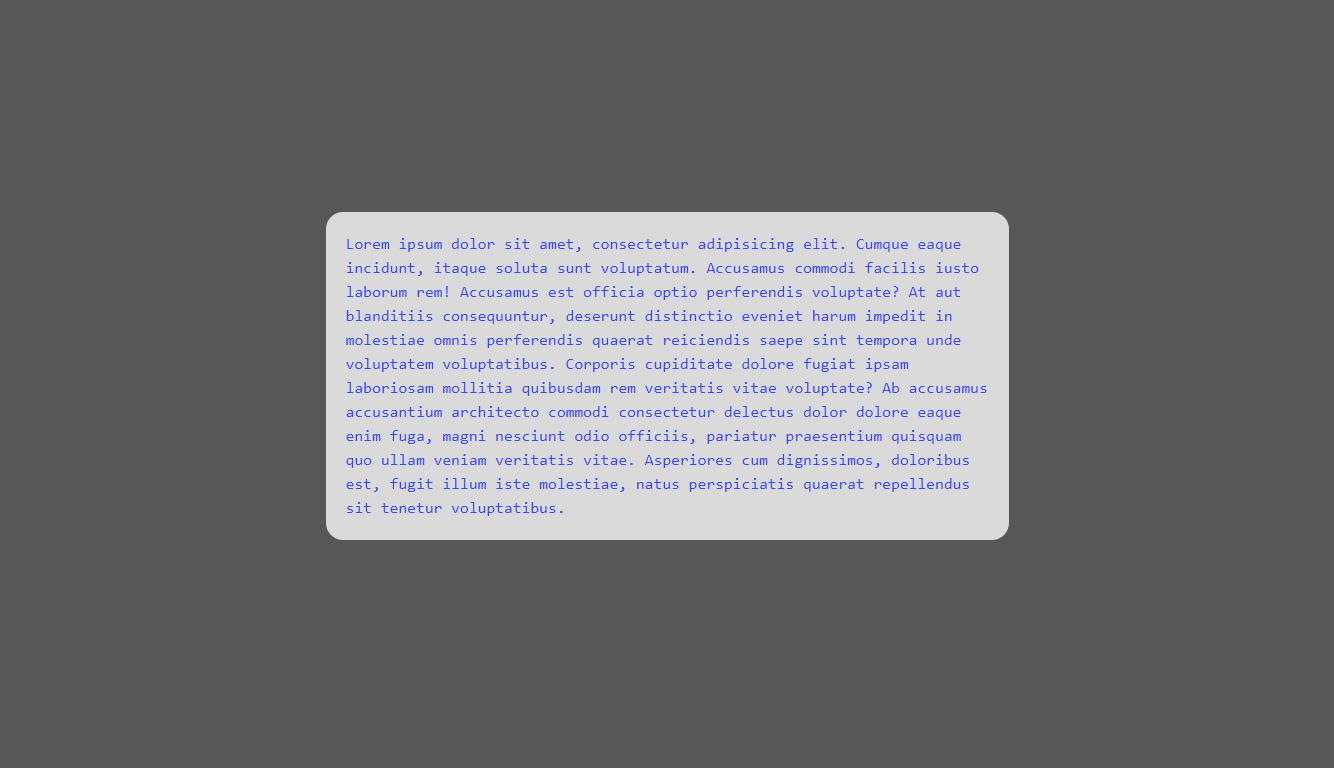 Lorem ipsum dolor sit amet, consectetur adipisicing elit. Cumque eaque
incidunt, itaque soluta sunt voluptatum. Accusamus commodi facilis iusto
laborum rem! Accusamus est officia optio perferendis voluptate? At aut
blanditiis consequuntur, deserunt distinctio eveniet harum impedit in
molestiae omnis perferendis quaerat reiciendis saepe sint tempora unde
voluptatem voluptatibus. Corporis cupiditate dolore fugiat ipsam
laboriosam mollitia quibusdam rem veritatis vitae voluptate? Ab accusamus
accusantium architecto commodi consectetur delectus dolor dolore eaque
enim fuga, magni nesciunt odio officiis, pariatur praesentium quisquam
quo ullam veniam veritatis vitae. Asperiores cum dignissimos, doloribus
est, fugit illum iste molestiae, natus perspiciatis quaerat repellendus
sit tenetur voluptatibus.